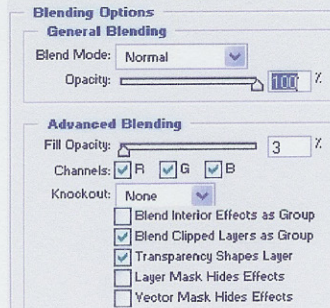 Blending Options
General Blending
Blend Mode: Normal
Opacity: 100 %
Advanced Blending
Fill Opacity: 3 %
Channels: R G B
Knockout: None
Blend Interior Effects as Group
Blend Clipped Layers as Group
Transparency Shapes Layer
Layer Mask Hides Effects
Vector Mask Hides Effects